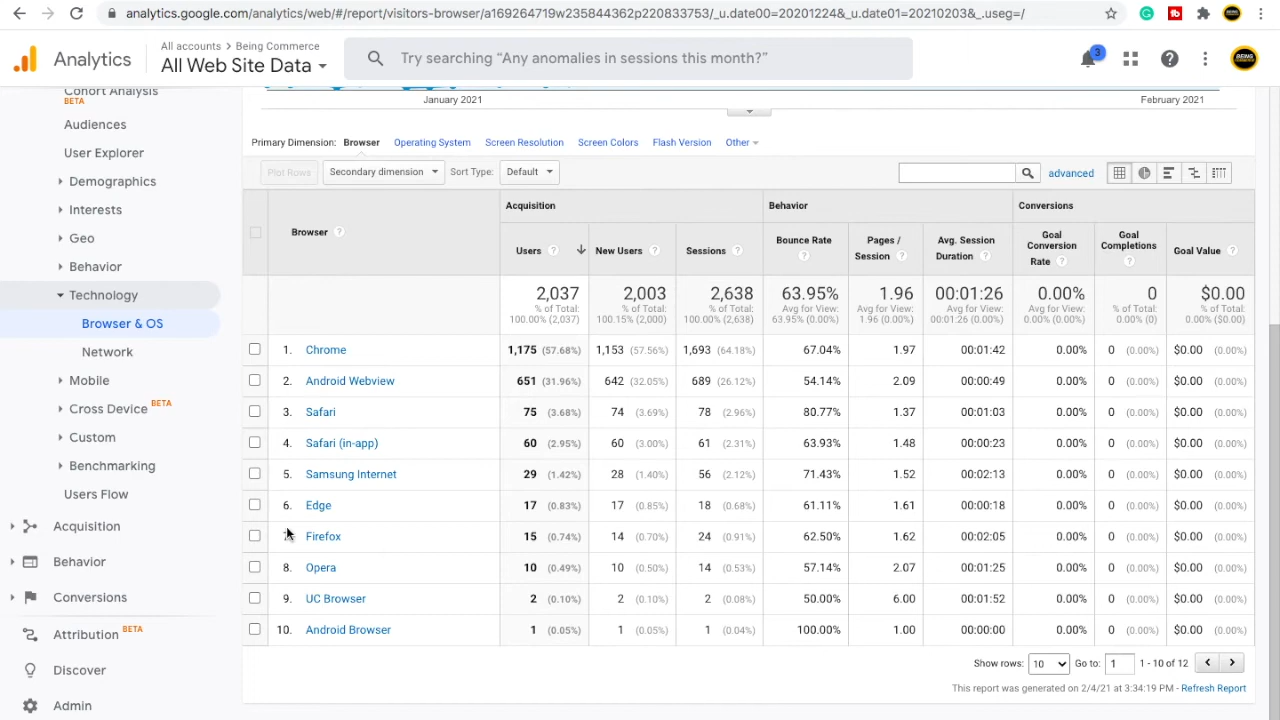 analytics.google.com/analytics/web/#/report/visitors-browser/a169264719w235844362p220833753/_u.date00=20201224&_u.date01=20210203&_.useg=/
Analytics
All accounts > Being Commerce
All Web Site Data
Try searching “Any anomalies in sessions this month?”
3
Cohort Analysis
BETA
Audiences
User Explorer
Demographics
Interests
Geo
Behavior
Technology
Browser & OS
Network
Mobile
Cross Device BETA
Custom
Benchmarking
Users Flow
Acquisition
Behavior
Conversions
Attribution BETA
Discover
Admin
January 2021 February 2021
Primary Dimension: Browser Operating System Screen Resolution Screen Colors Flash Version Other
Plot Rows Secondary dimension Sort Type: Default advanced
Browser Acquisition Behavior Conversions
Users New Users Sessions Bounce Rate Pages / Session Avg. Session Duration Goal Conversion Rate Goal Completions Goal Value
2,037 2,003 2,638 63.95% 1.96 00:01:26 0.00% 0 $0.00
% of Total: % of Total: % of Total: Avg for View: Avg for View: Avg for View: Avg for View: % of Total: % of Total:
100.00% (2,037) 100.15% (2,000) 100.00% (2,638) 63.95% (0.00%) 1.96 (0.00%) 00:01:26 (0.00%) 0.00% (0.00%) 0.00% (0) 0.00% ($0.00)
1. Chrome 1,175 (57.68%) 1,153 (57.56%) 1,693 (64.18%) 67.04% 1.97 00:01:42 0.00% 0 (0.00%) $0.00 (0.00%)
2. Android Webview 651 (31.96%) 642 (32.05%) 689 (26.12%) 54.14% 2.09 00:00:49 0.00% 0 (0.00%) $0.00 (0.00%)
3. Safari 75 (3.68%) 74 (3.69%) 78 (2.96%) 80.77% 1.37 00:01:03 0.00% 0 (0.00%) $0.00 (0.00%)
4. Safari (in-app) 60 (2.95%) 60 (3.00%) 61 (2.31%) 63.93% 1.48 00:00:23 0.00% 0 (0.00%) $0.00 (0.00%)
5. Samsung Internet 29 (1.42%) 28 (1.40%) 56 (2.12%) 71.43% 1.52 00:02:13 0.00% 0 (0.00%) $0.00 (0.00%)
6. Edge 17 (0.83%) 17 (0.85%) 18 (0.68%) 61.11% 1.61 00:00:18 0.00% 0 (0.00%) $0.00 (0.00%)
Firefox 15 (0.74%) 14 (0.70%) 24 (0.91%) 62.50% 1.62 00:02:05 0.00% 0 (0.00%) $0.00 (0.00%)
8. Opera 10 (0.49%) 10 (0.50%) 14 (0.53%) 57.14% 2.07 00:01:25 0.00% 0 (0.00%) $0.00 (0.00%)
9. UC Browser 2 (0.10%) 2 (0.10%) 2 (0.08%) 50.00% 6.00 00:01:52 0.00% 0 (0.00%) $0.00 (0.00%)
10. Android Browser 1 (0.05%) 1 (0.05%) 1 (0.04%) 100.00% 1.00 00:00:00 0.00% 0 (0.00%) $0.00 (0.00%)
Show rows: 10 Go to: 1 1 - 10 of 12
This report was generated on 2/4/21 at 3:34:19 PM - Refresh Report